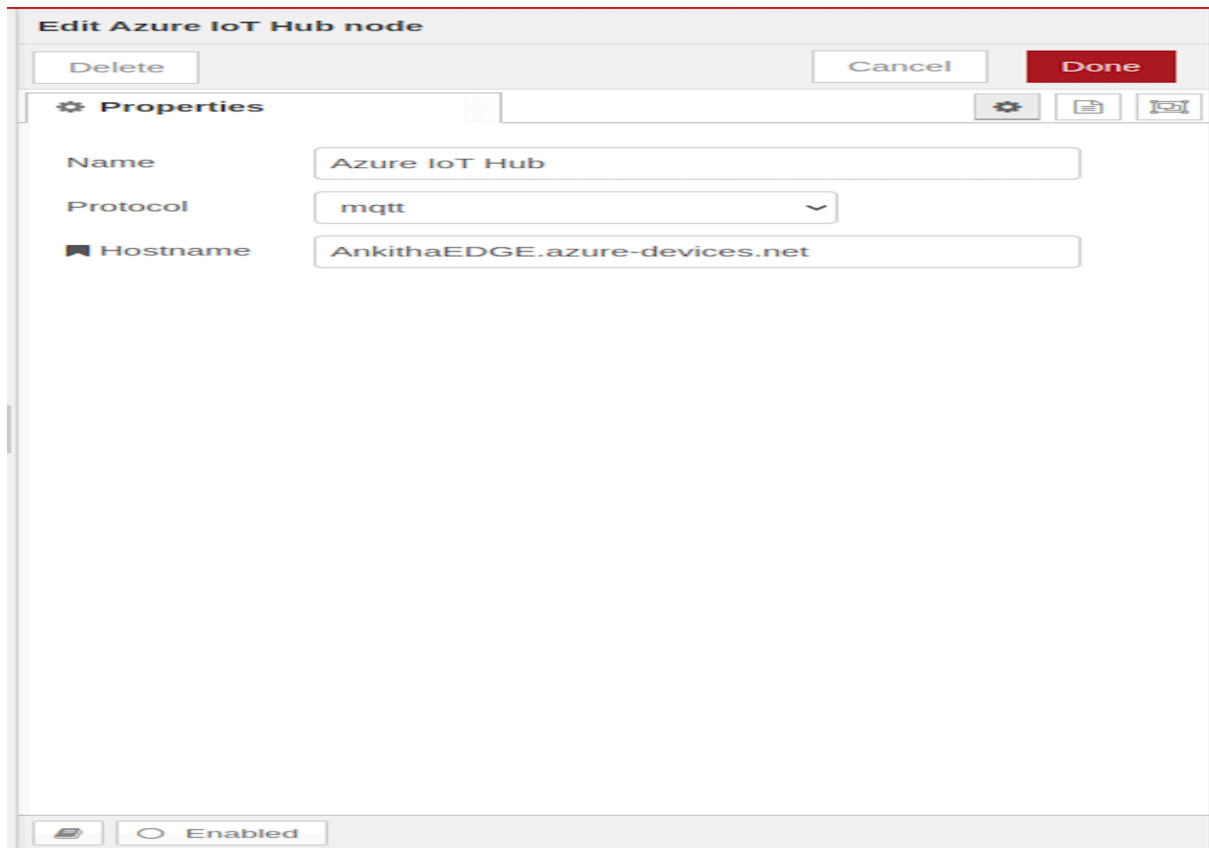 Edit Azure IoT Hub node
Delete Cancel Done
Properties
Name Azure IoT Hub
Protocol mqtt
Hostname AnkithaEDGE.azure-devices.net
Enabled